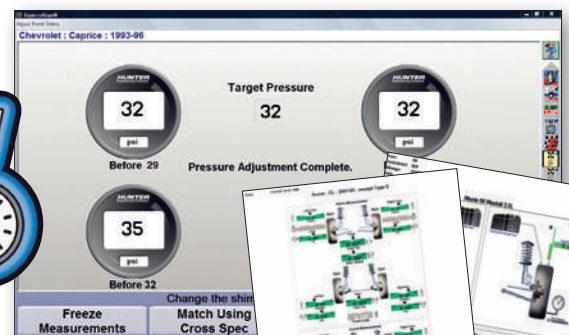 Chevrolet : Caprice : 1993-96
HUNTER
32
psi
Before 29
Target Pressure
32
HUNTER
32
psi
Pressure Adjustment Complete.
HUNTER
35
psi
Before 32
Change the shim
Freeze
Measurements
Match Using
Cross Spec